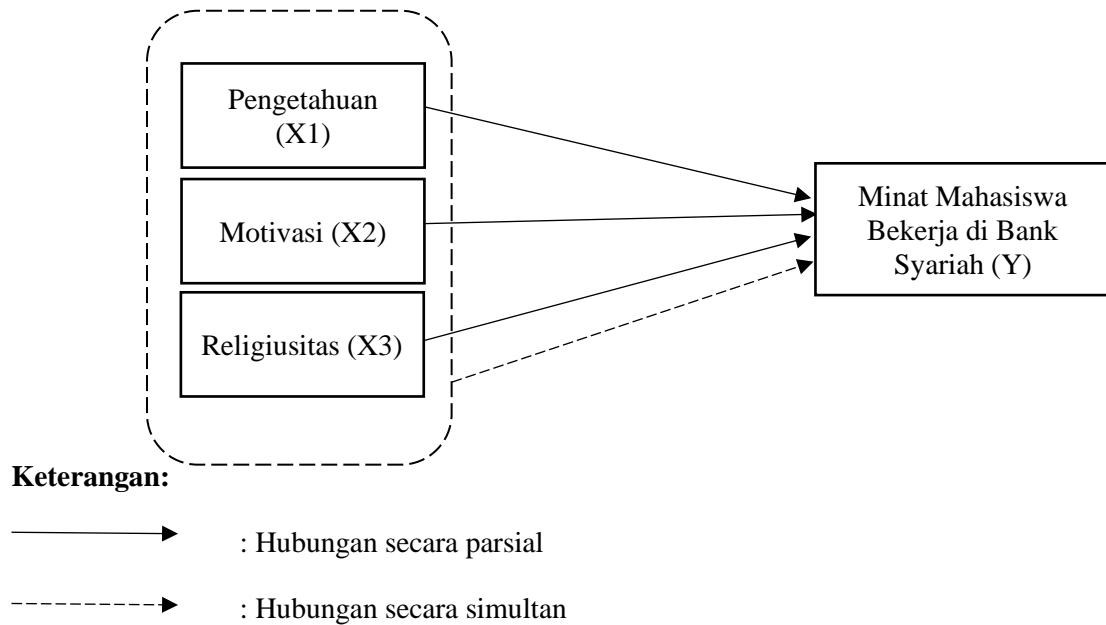 Pengetahuan
(X1)
Motivasi (X2)
Religiusitas (X3)
Minat Mahasiswa
Bekerja di Bank
Syariah (Y)
Keterangan:
: Hubungan secara parsial
: Hubungan secara simultan